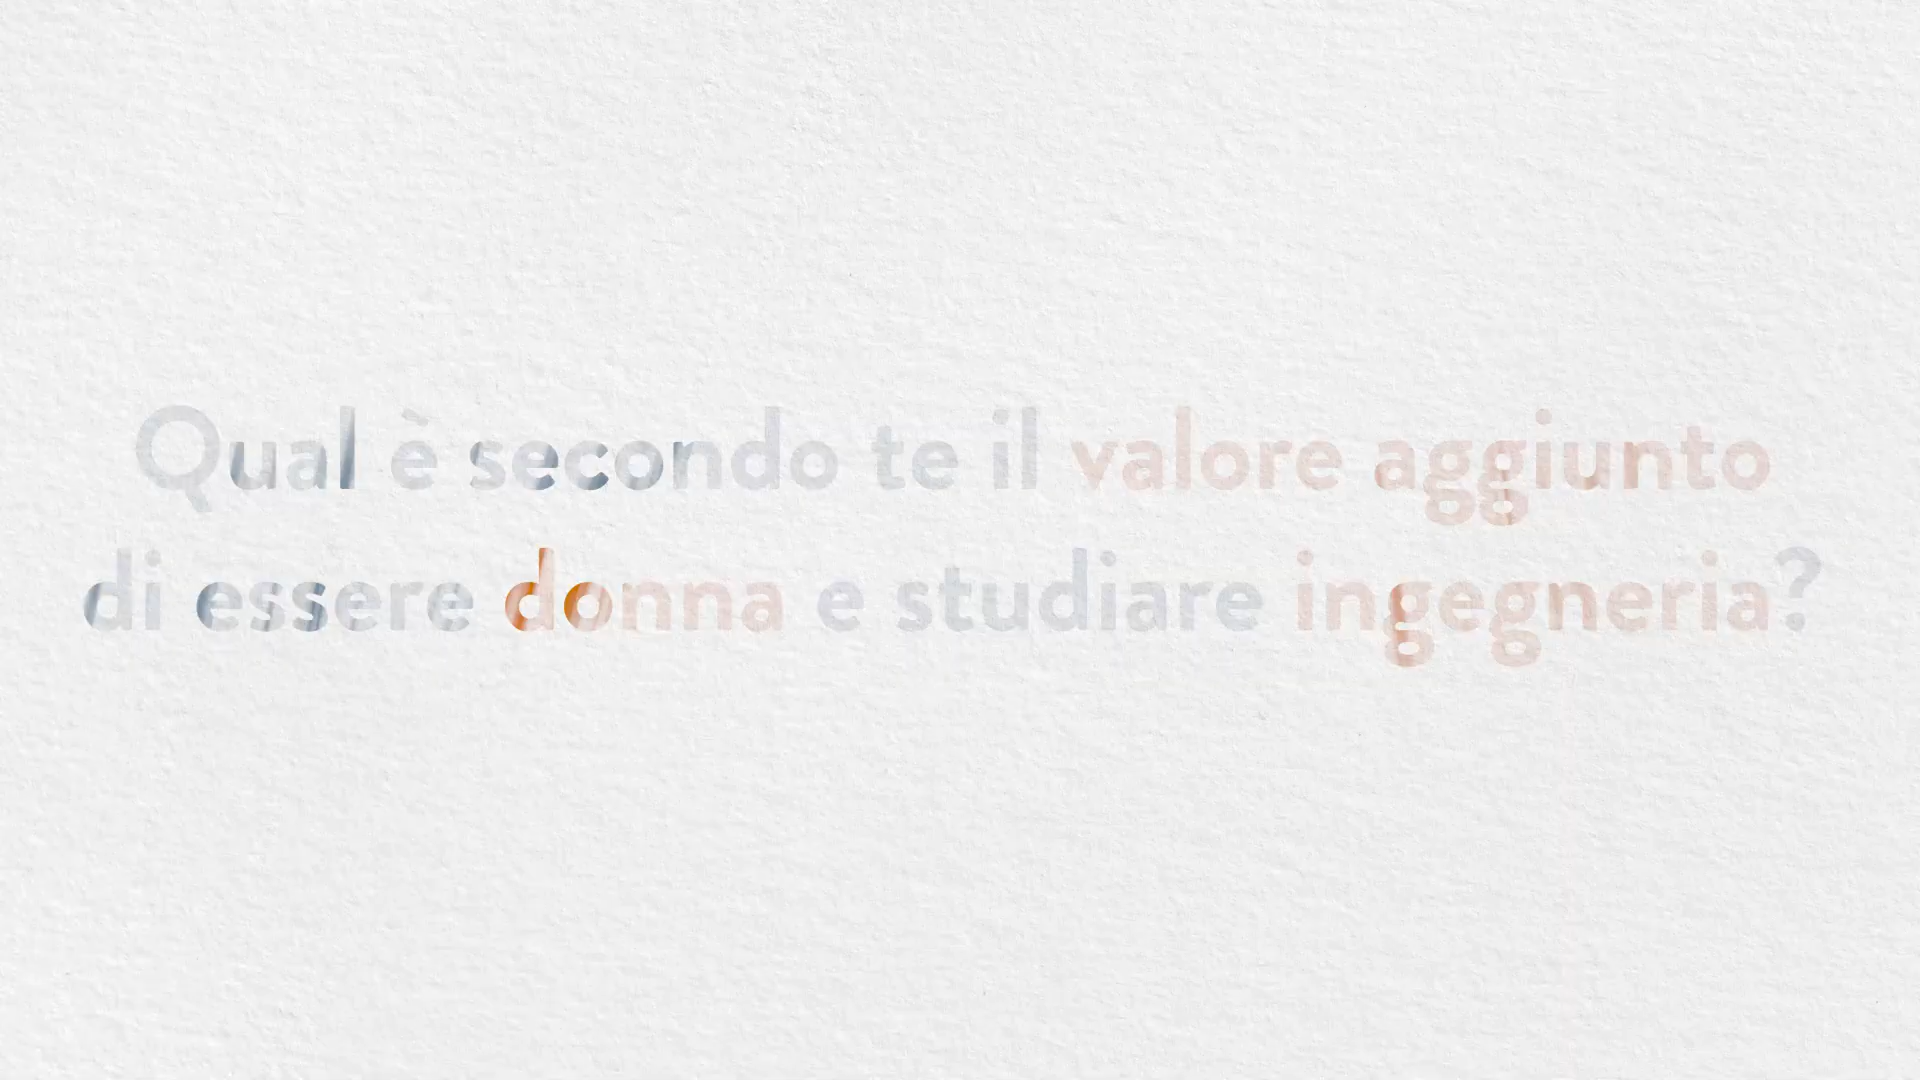 Qual è secondo te il valore aggiunto
di essere donna e studiare ingegneria?